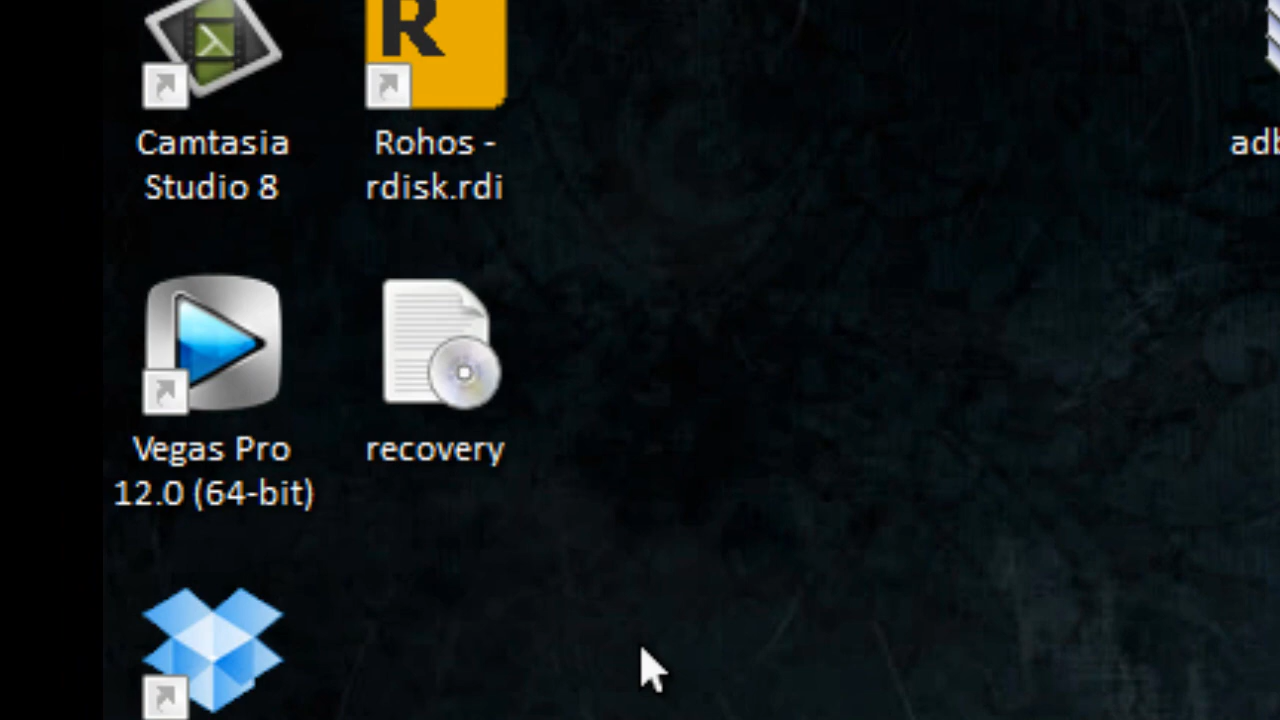 R
Camtasia
Studio 8
Rohos -
rdisk.rdi
Vegas Pro
12.0 (64-bit)
recovery